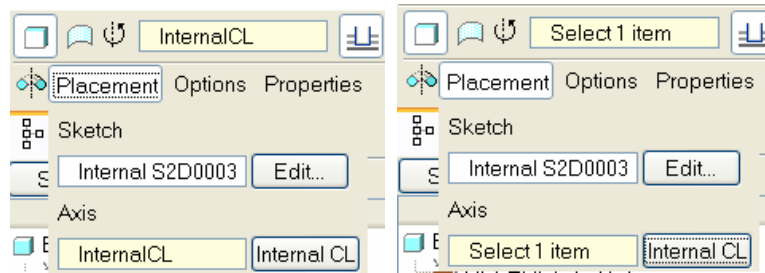 InternalCL
Placement Options Properties
Sketch
Internal S2D0003 Edit...
Axis
InternalCL Internal CL
Select 1 item
Placement Options Properties
Sketch
Internal S2D0003 Edit...
Axis
Select 1 item Internal CL